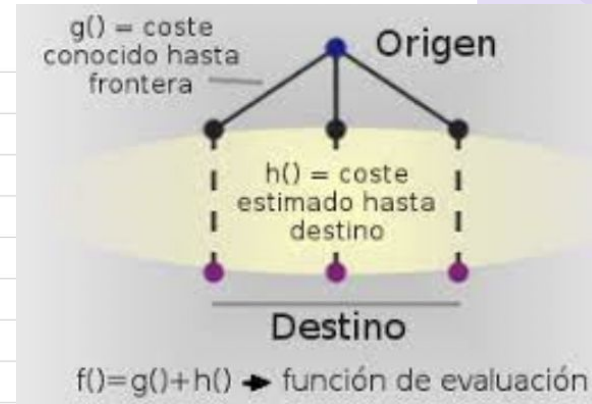 g() = coste
conocido hasta
frontera
Origen
h() = coste
estimado hasta
destino
Destino
f()=g()+h() → función de evaluación